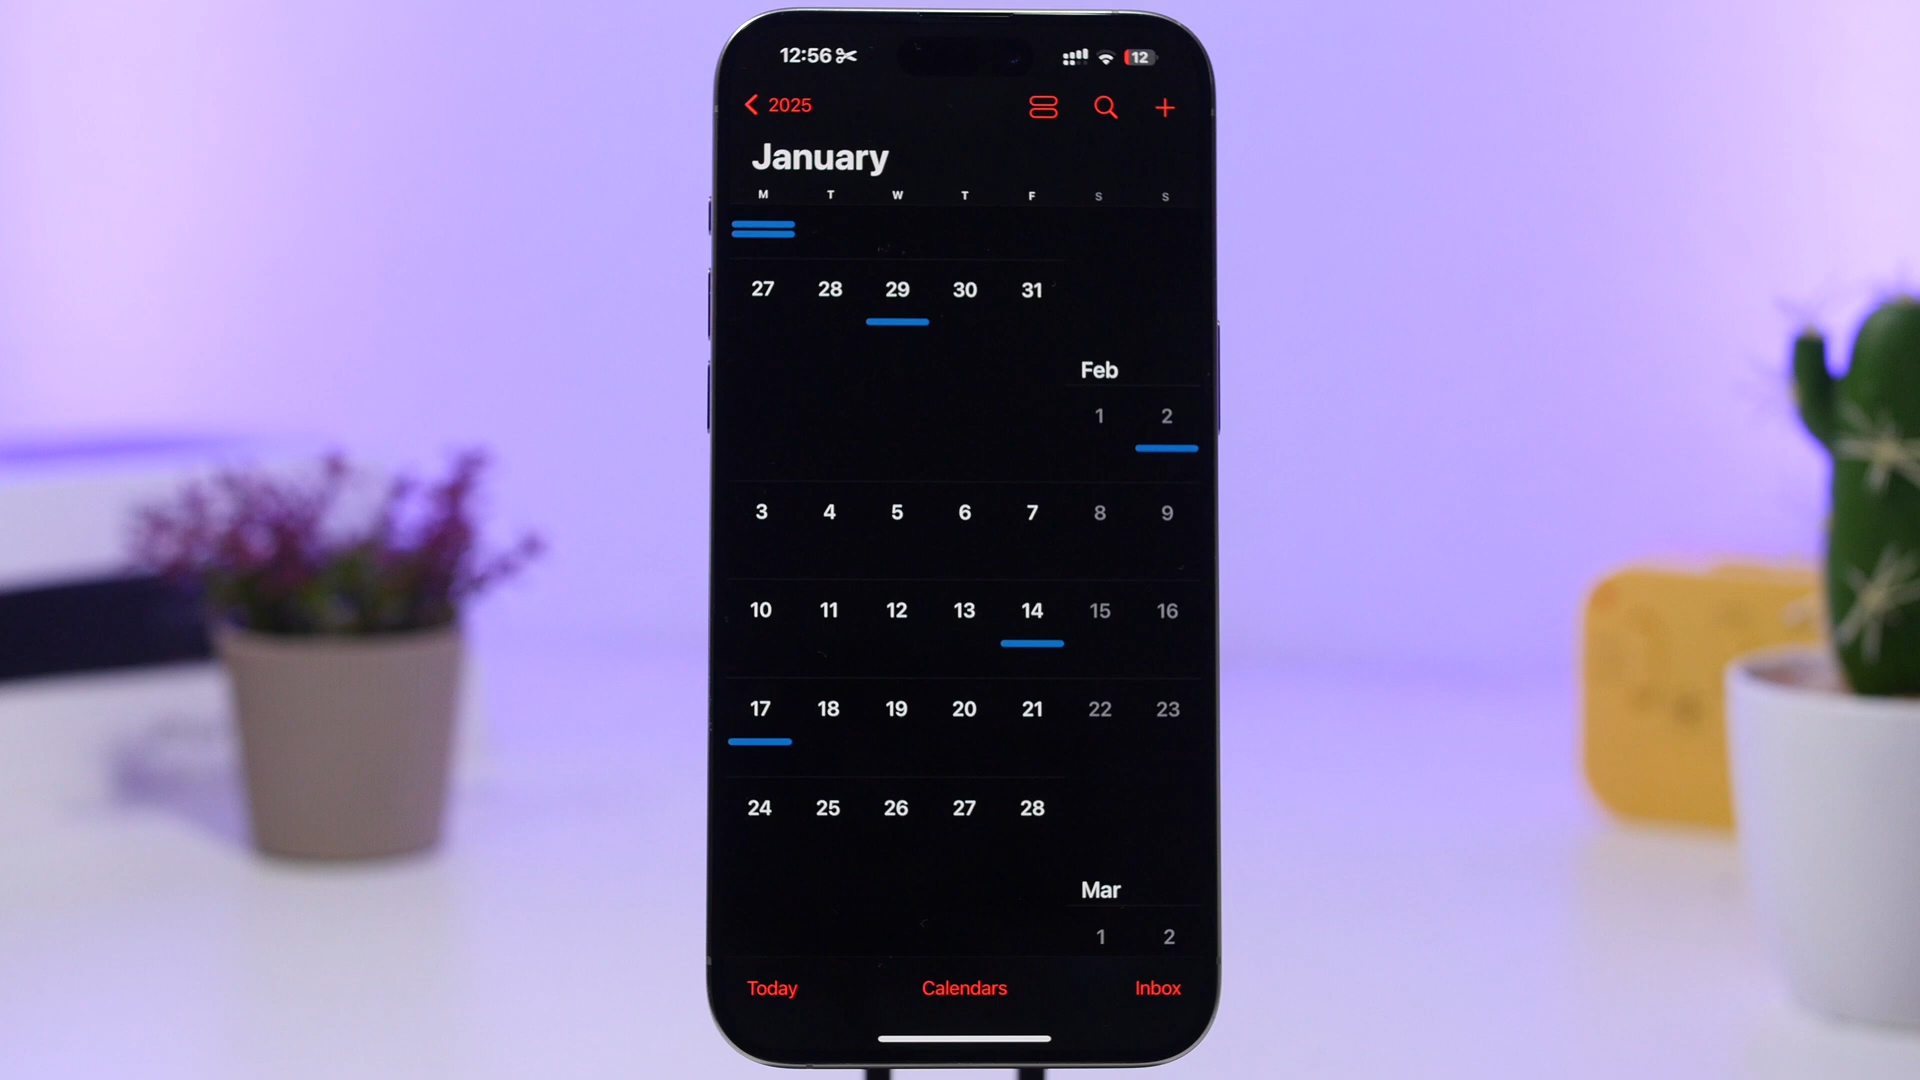 12:56 12
2025
January
M T W T F S S
27 28 29 30 31
Feb
1 2
3 4 5 6 7 8 9
10 11 12 13 14 15 16
17 18 19 20 21 22 23
24 25 26 27 28
Mar
1 2
Today Calendars Inbox